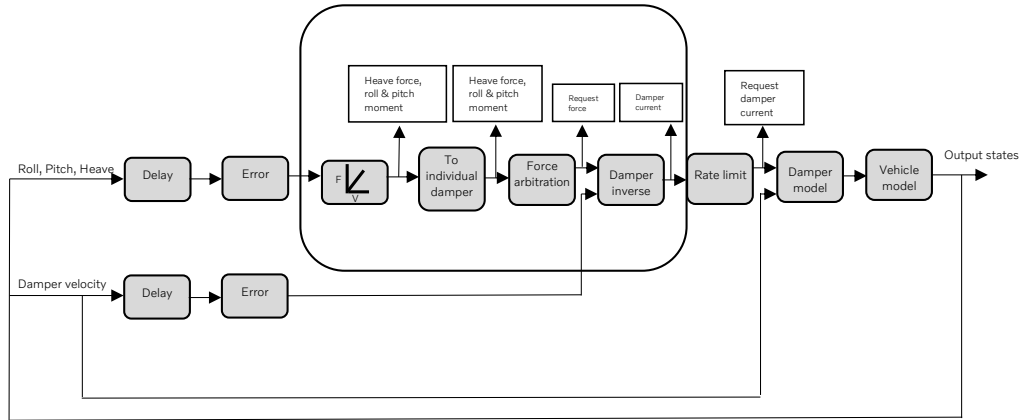 Heave force,
roll & pitch
moment
Heave force,
roll & pitch
moment
Request
force
Damper
current
Request
damper
current
Roll, Pitch, Heave
Delay
Error
F
V
To
individual
damper
Force
arbitration
Damper
inverse
Rate limit
Damper
model
Vehicle
model
Output states
Damper velocity
Delay
Error